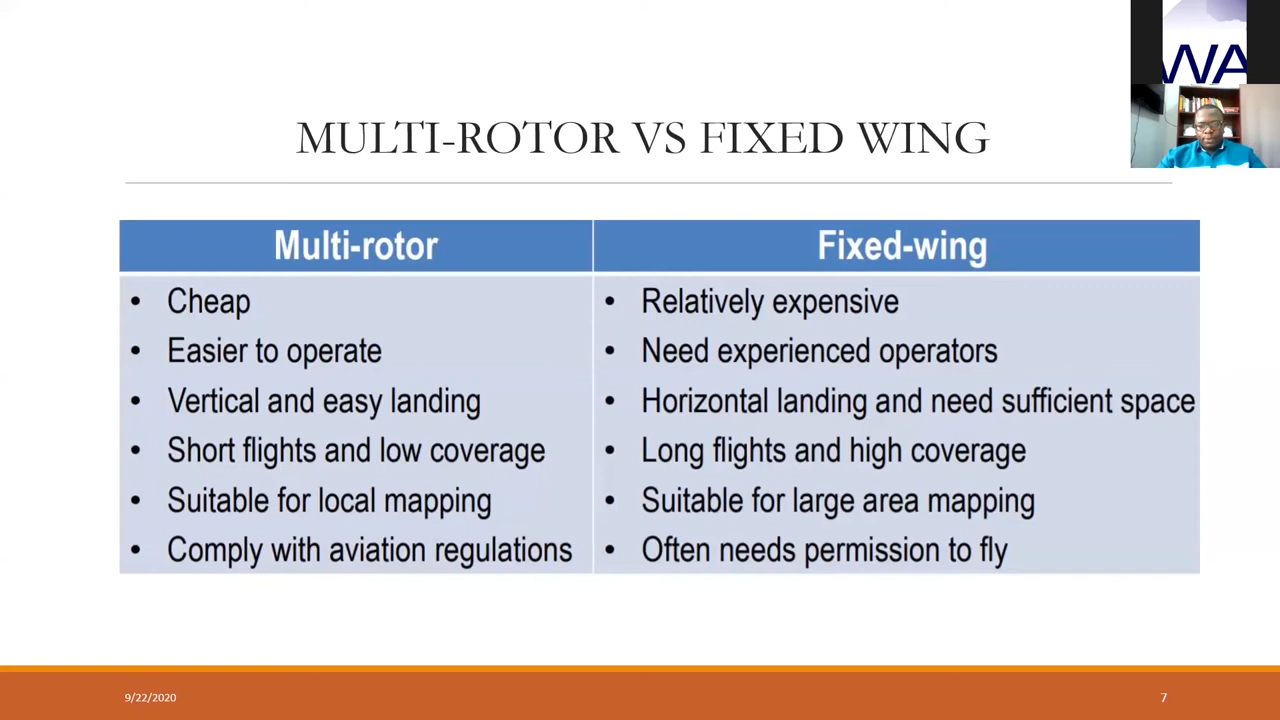 WA
MULTI-ROTOR VS FIXED WING
Multi-rotor
Fixed-wing
• Cheap
• Easier to operate
• Vertical and easy landing
• Short flights and low coverage
• Suitable for local mapping
• Comply with aviation regulations
• Relatively expensive
• Need experienced operators
• Horizontal landing and need sufficient space
• Long flights and high coverage
• Suitable for large area mapping
• Often needs permission to fly
9/22/2020
7